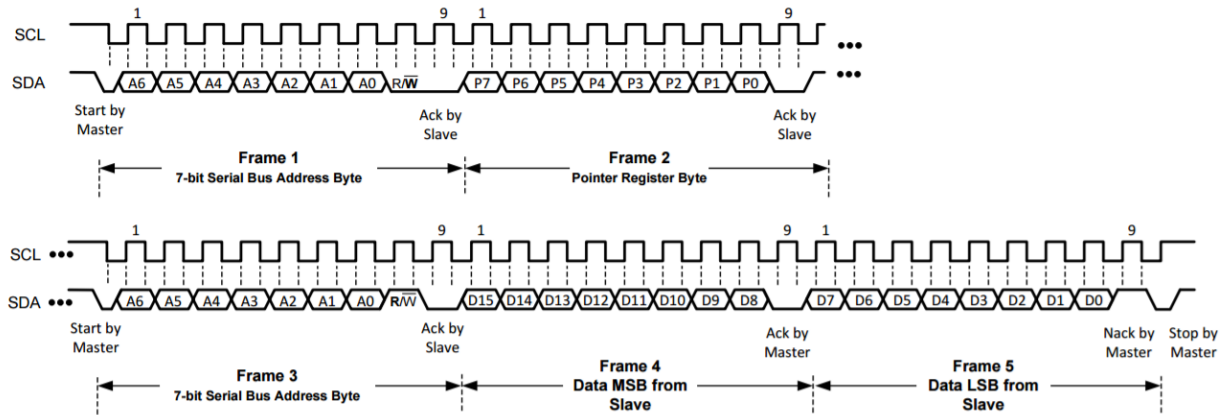 1 9 1 9
SCL •••
SDA A6 A5 A4 A3 A2 A1 A0 R/W̅ P7 P6 P5 P4 P3 P2 P1 P0 •••
Start by Master
Ack by Slave
Ack by Slave
Frame 1
7-bit Serial Bus Address Byte
Frame 2
Pointer Register Byte
1 9 1 9 1 9
SCL •••
SDA ••• A6 A5 A4 A3 A2 A1 A0 R/W̅ D15 D14 D13 D12 D11 D10 D9 D8 D7 D6 D5 D4 D3 D2 D1 D0
Start by Master
Ack by Slave
Ack by Master
Nack by Master
Stop by Master
Frame 3
7-bit Serial Bus Address Byte
Frame 4
Data MSB from
Slave
Frame 5
Data LSB from
Slave